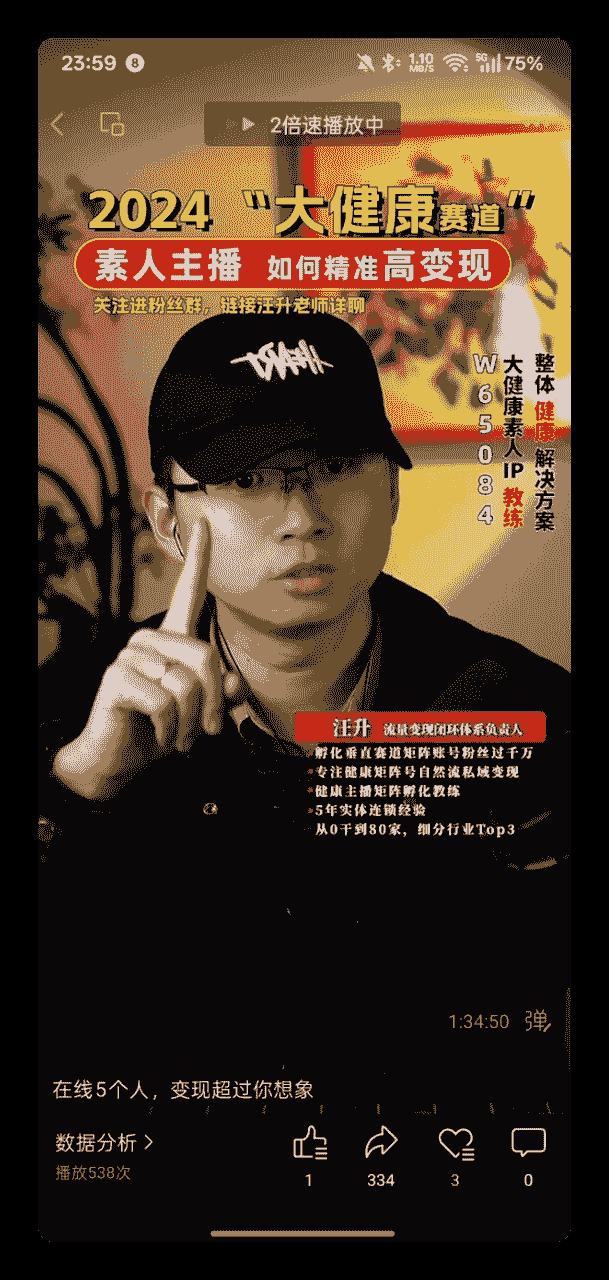 23:59 8 1.10 MB/S 5G 75%
2倍速播放中
2024 “大健康赛道”
素人主播 如何精准高变现
关注进粉丝群，链接汪升老师详聊
整体 健康 解决方案
大健康素人IP 教练
W65084
汪升 流量变现闭环体系负责人
孵化垂直赛道矩阵账号粉丝过千万
专注健康矩阵号自然流私域变现
健康主播矩阵孵化教练
5年实体连锁经验
从0干到80家，细分行业Top3
1:34:50 弹
在线5个人，变现超过你想象
数据分析
播放538次
1 334 3 0